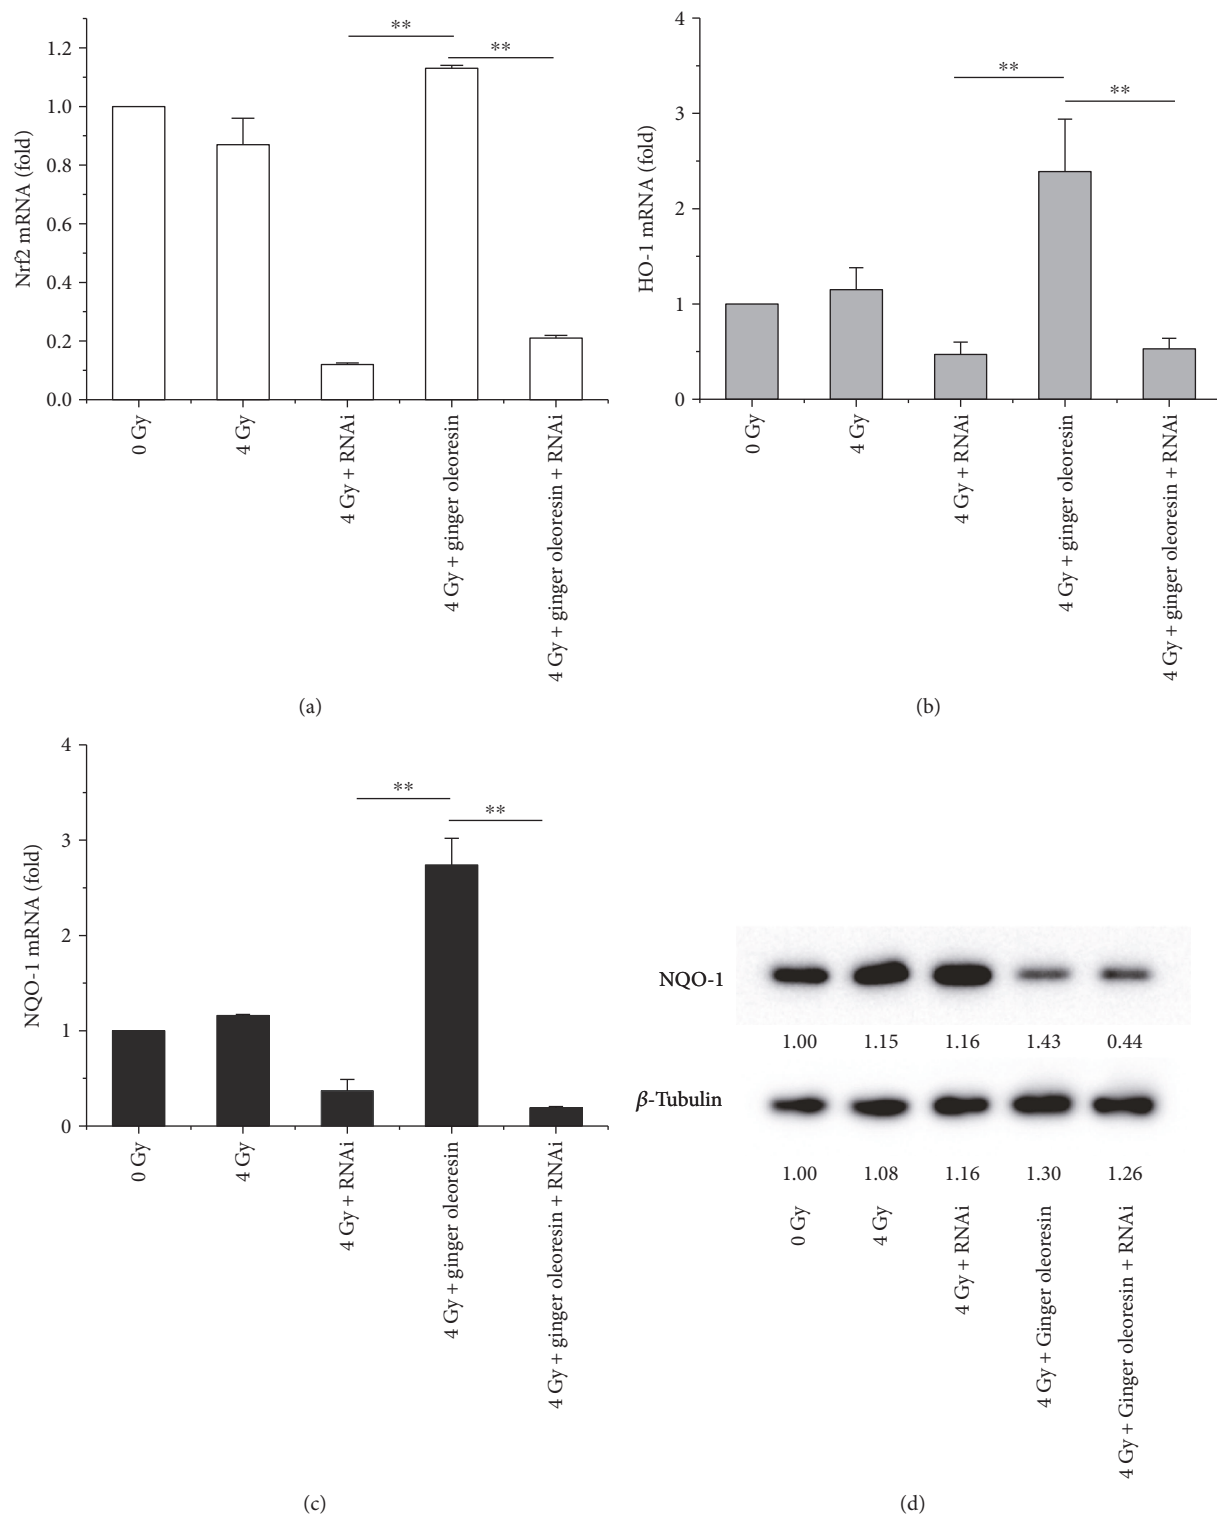 Nrf2 mRNA (fold)
1.2
1.0
0.8
0.6
0.4
0.2
0.0
**
**
0 Gy
4 Gy
4 Gy + RNAi
4 Gy + ginger oleoresin
4 Gy + ginger oleoresin + RNAi
(a)
HO-1 mRNA (fold)
4
3
2
1
0
**
**
0 Gy
4 Gy
4 Gy + RNAi
4 Gy + ginger oleoresin
4 Gy + ginger oleoresin + RNAi
(b)
NQO-1 mRNA (fold)
4
3
2
1
0
**
**
0 Gy
4 Gy
4 Gy + RNAi
4 Gy + ginger oleoresin
4 Gy + ginger oleoresin + RNAi
(c)
NQO-1
1.00 1.15 1.16 1.43 0.44
β-Tubulin
1.00 1.08 1.16 1.30 1.26
0 Gy
4 Gy
4 Gy + RNAi
4 Gy + Ginger oleoresin
4 Gy + Ginger oleoresin + RNAi
(d)